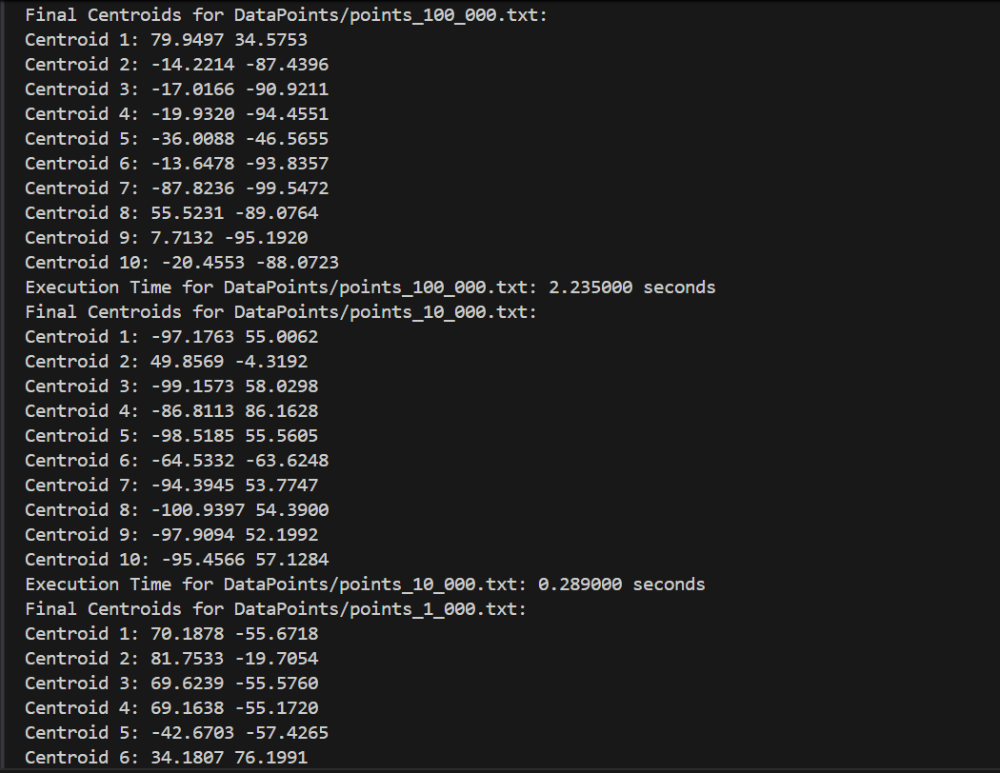 Final Centroids for DataPoints/points_100_000.txt:
Centroid 1: 79.9497 34.5753
Centroid 2: -14.2214 -87.4396
Centroid 3: -17.0166 -90.9211
Centroid 4: -19.9320 -94.4551
Centroid 5: -36.0088 -46.5655
Centroid 6: -13.6478 -93.8357
Centroid 7: -87.8236 -99.5472
Centroid 8: 55.5231 -89.0764
Centroid 9: 7.7132 -95.1920
Centroid 10: -20.4553 -88.0723
Execution Time for DataPoints/points_100_000.txt: 2.235000 seconds
Final Centroids for DataPoints/points_10_000.txt:
Centroid 1: -97.1763 55.0062
Centroid 2: 49.8569 -4.3192
Centroid 3: -99.1573 58.0298
Centroid 4: -86.8113 86.1628
Centroid 5: -98.5185 55.5605
Centroid 6: -64.5332 -63.6248
Centroid 7: -94.3945 53.7747
Centroid 8: -100.9397 54.3900
Centroid 9: -97.9094 52.1992
Centroid 10: -95.4566 57.1284
Execution Time for DataPoints/points_10_000.txt: 0.289000 seconds
Final Centroids for DataPoints/points_1_000.txt:
Centroid 1: 70.1878 -55.6718
Centroid 2: 81.7533 -19.7054
Centroid 3: 69.6239 -55.5760
Centroid 4: 69.1638 -55.1720
Centroid 5: -42.6703 -57.4265
Centroid 6: 34.1807 76.1991